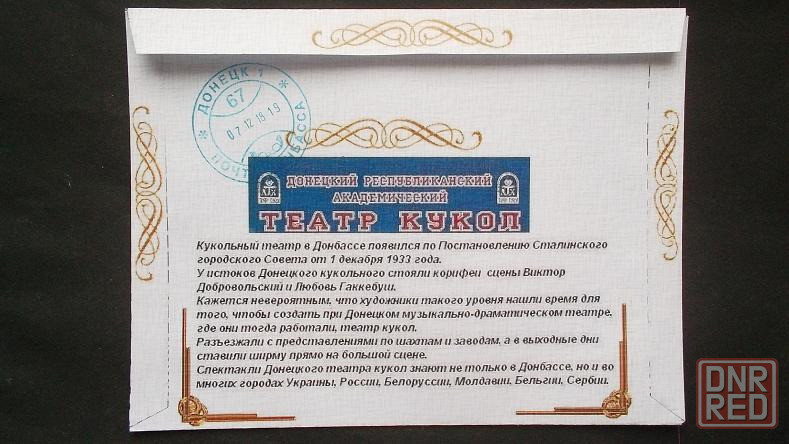 ДОНЕЦК 1
67
07 12 18-19
ПОЧТА ДОНБАССА
ДОНЕЦКИЙ РЕСПУБЛИКАНСКИЙ
АКАДЕМИЧЕСКИЙ
ТЕАТР КУКОЛ
Кукольный театр в Донбассе появился по Постановлению Сталинского
городского Совета от 1 декабря 1933 года.
У истоков Донецкого кукольного стояли корифеи сцены Виктор
Добровольский и Любовь Гаккебуш.
Кажется невероятным, что художники такого уровня нашли время для
того, чтобы создать при Донецком музыкально-драматическом театре,
где они тогда работали, театр кукол.
Разъезжали с представлениями по шахтам и заводам, а в выходные дни
ставили ширму прямо на большой сцене.
Спектакли Донецкого театра кукол знают не только в Донбассе, но и во
многих городах Украины, России, Белоруссии, Молдавии, Бельгии, Сербии.
DNR
RED